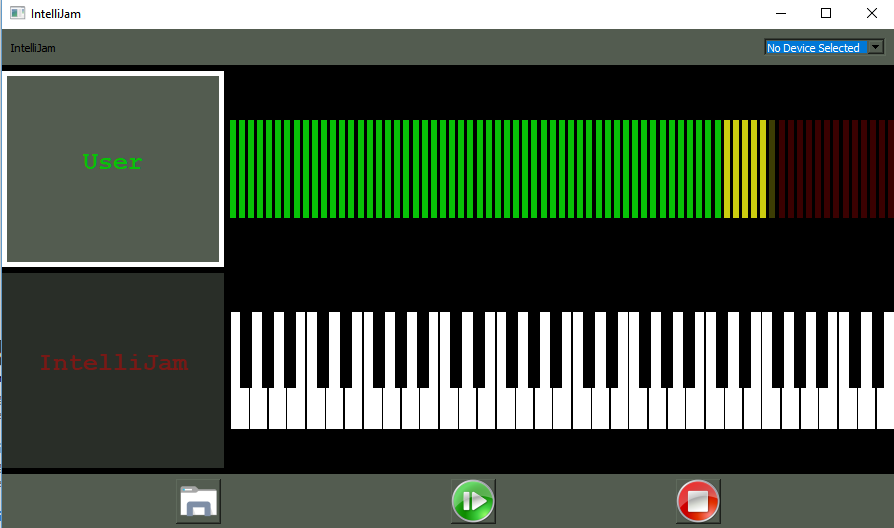 IntelliJam
IntelliJam
No Device Selected
User
IntelliJam